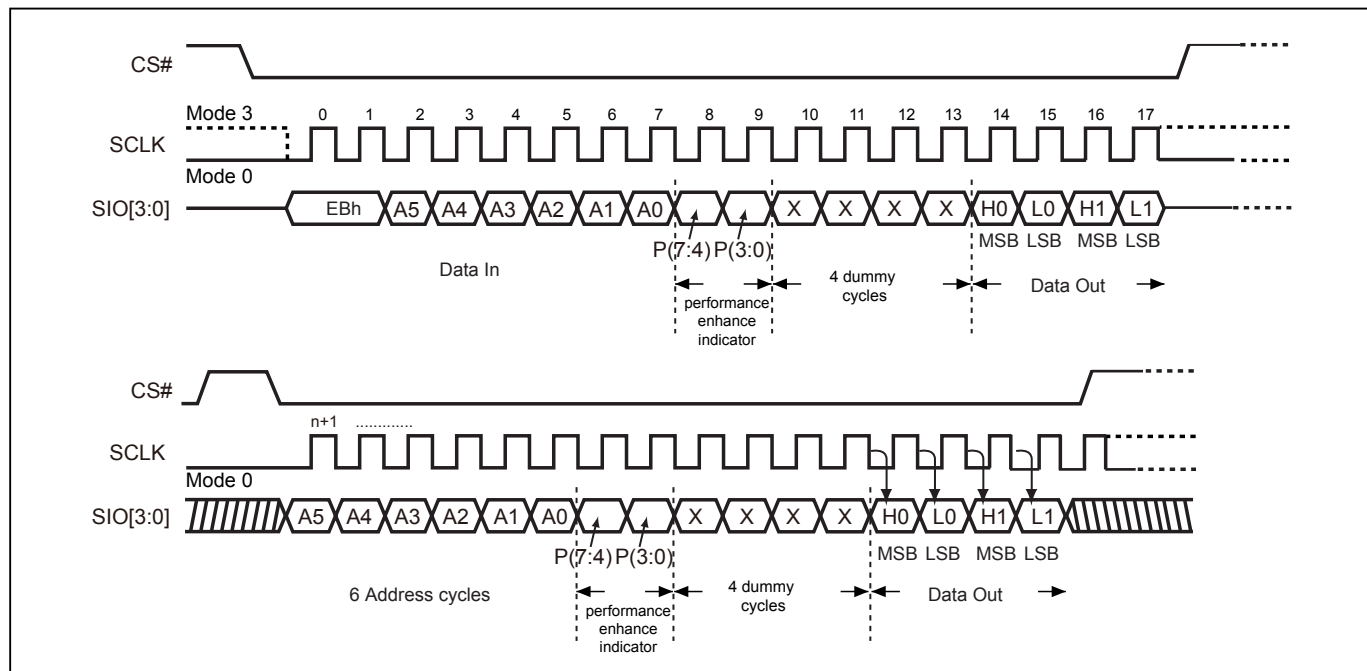 CS#
Mode 3
0 1 2 3 4 5 6 7 8 9 10 11 12 13 14 15 16 17
SCLK
Mode 0
SIO[3:0] EBh A5 A4 A3 A2 A1 A0 X X X X H0 L0 H1 L1
P(7:4) P(3:0) MSB LSB MSB LSB
Data In
performance
enhance
indicator
4 dummy
cycles
Data Out
CS#
n+1 .............
SCLK
Mode 0
SIO[3:0] A5 A4 A3 A2 A1 A0 X X X X H0 L0 H1 L1
P(7:4) P(3:0) MSB LSB MSB LSB
6 Address cycles
performance
enhance
indicator
4 dummy
cycles
Data Out